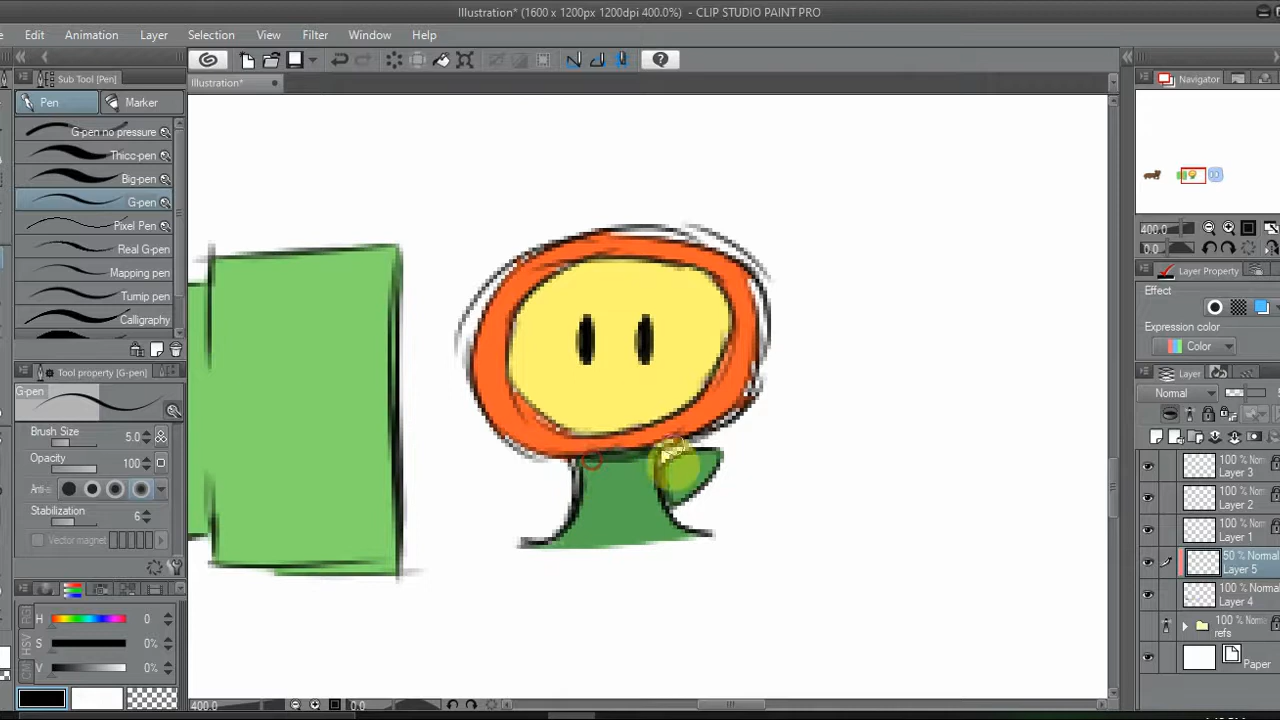 Illustration* (1600 x 1200px 1200dpi 400.0%) - CLIP STUDIO PAINT PRO
Edit Animation Layer Selection View Filter Window Help
Illustration*
Sub Tool [Pen]
Pen Marker
G-pen no pressure
Thicc-pen
Big-pen
G-pen
Pixel Pen
Real G-pen
Mapping pen
Turnip pen
Calligraphy
Tool property [G-pen]
G-pen
Brush Size 5.0
Opacity 100
Anti-a
Stabilization 6
Vector magnet
H 0
S 0%
V 0%
400.0 0.0
Navigator
400.0
0.0
Layer Property
Effect
Expression color
Color
Layer
Normal
100 % Norm
Layer 3
100 % Norm
Layer 2
100 % Norm
Layer 1
50 % Normal
Layer 5
100 % Normal
Layer 4
100 % Norm
refs
Paper